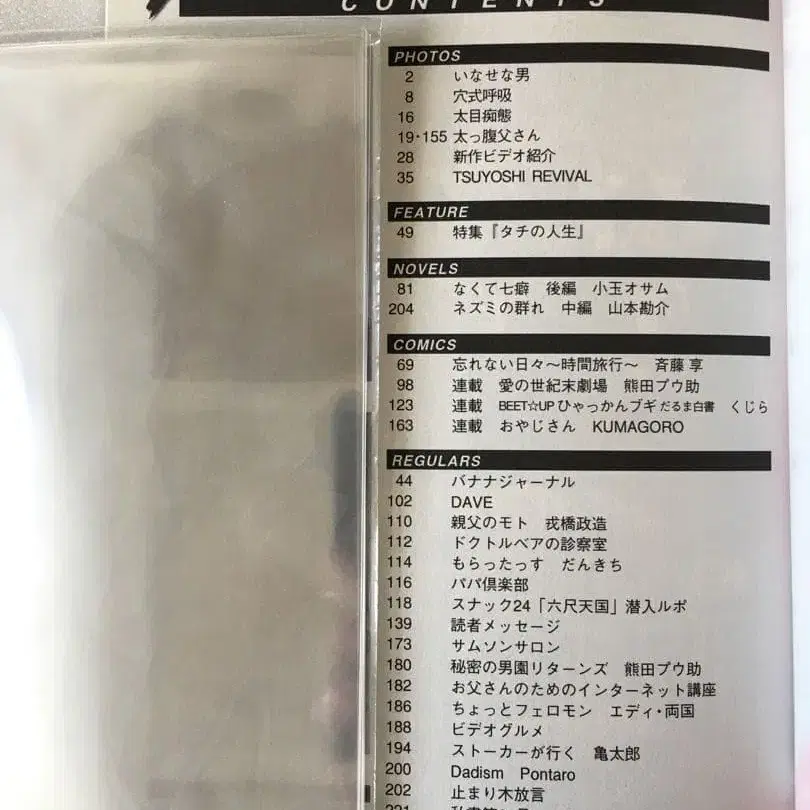 CONTENTS
PHOTOS
2 いなせな男
8 穴式呼吸
16 太目痴態
19・155 太っ腹父さん
28 新作ビデオ紹介
35 TSUYOSHI REVIVAL
FEATURE
49 特集『タチの人生』
NOVELS
81 なくて七癖 後編 小玉オサム
204 ネズミの群れ 中編 山本勘介
COMICS
69 忘れない日々〜時間旅行〜 斉藤 享
98 連載 愛の世紀末劇場 熊田プウ助
123 連載 BEET☆UP ひゃっかんブギ だるま白書 くじら
163 連載 おやじさん KUMAGORO
REGULARS
44 バナナジャーナル
102 DAVE
110 親父のモト 戎橋政造
112 ドクトルベアの診察室
114 もらったっす だんきち
116 パパ倶楽部
118 スナック24「六尺天国」潜入ルポ
139 読者メッセージ
173 サムソンサロン
180 秘密の男園リターンズ 熊田プウ助
182 お父さんのためのインターネット講座
186 ちょっとフェロモン エディ・両国
188 ビデオグルメ
194 ストーカーが行く 亀太郎
200 Dadism Pontaro
202 止まり木放言